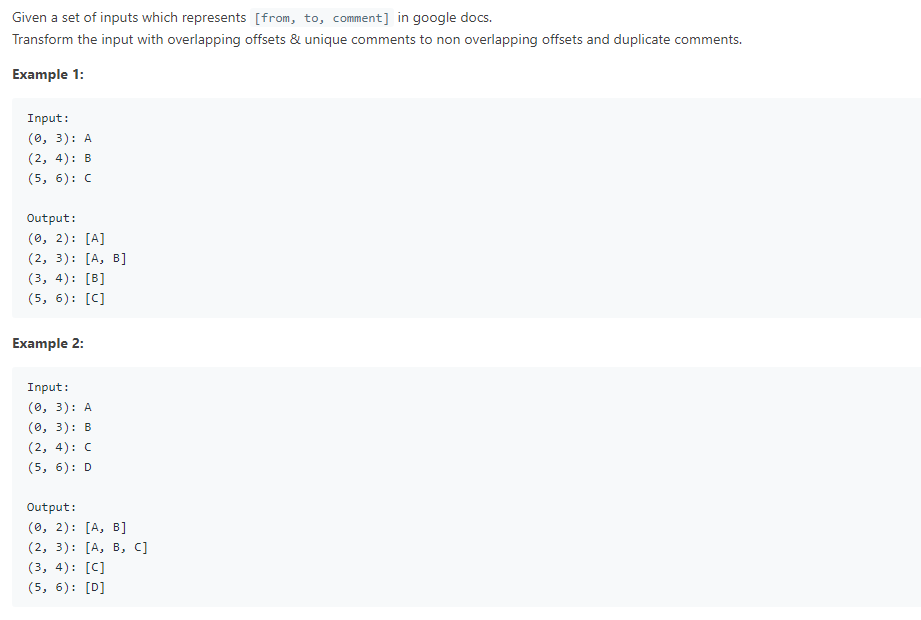 Given a set of inputs which represents [from, to, comment] in google docs.
Transform the input with overlapping offsets & unique comments to non overlapping offsets and duplicate comments.
Example 1:
Input:
(0, 3): A
(2, 4): B
(5, 6): C
Output:
(0, 2): [A]
(2, 3): [A, B]
(3, 4): [B]
(5, 6): [C]
Example 2:
Input:
(0, 3): A
(0, 3): B
(2, 4): C
(5, 6): D
Output:
(0, 2): [A, B]
(2, 3): [A, B, C]
(3, 4): [C]
(5, 6): [D]